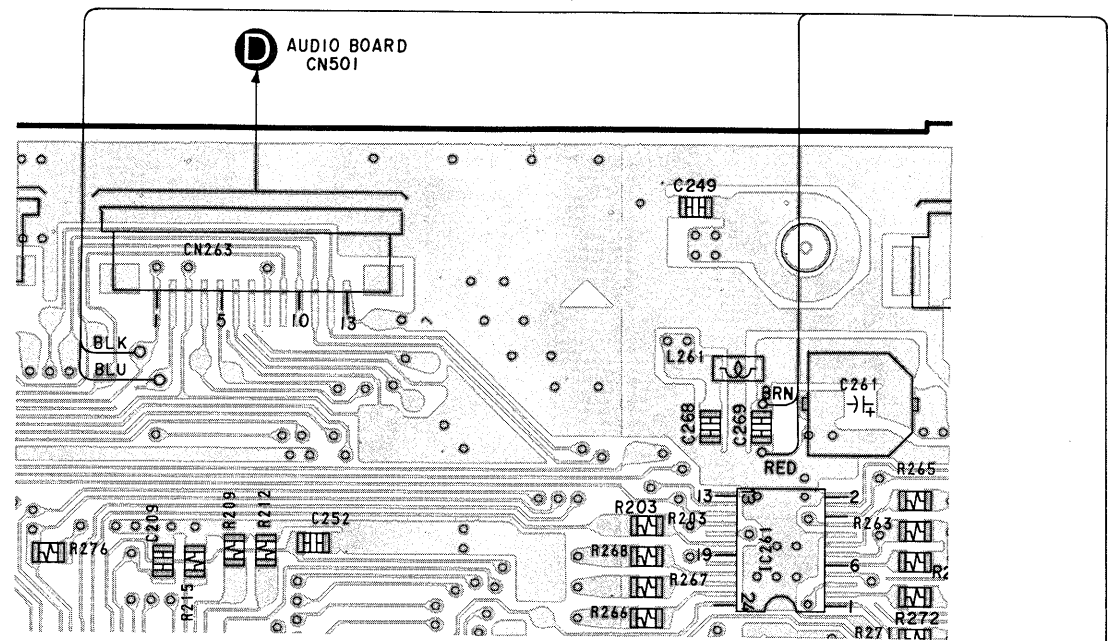 D AUDIO BOARD
CN501
C249
CN263
1 5 10 13
BLK
BLU
L261
BRN
C261
C268
C269
RED
R265
13
2
R203
R203
R263
C209
R209
R212
C252
R276
IC261
R268
19
6
R267
R215
R266
24
1
R272
R271